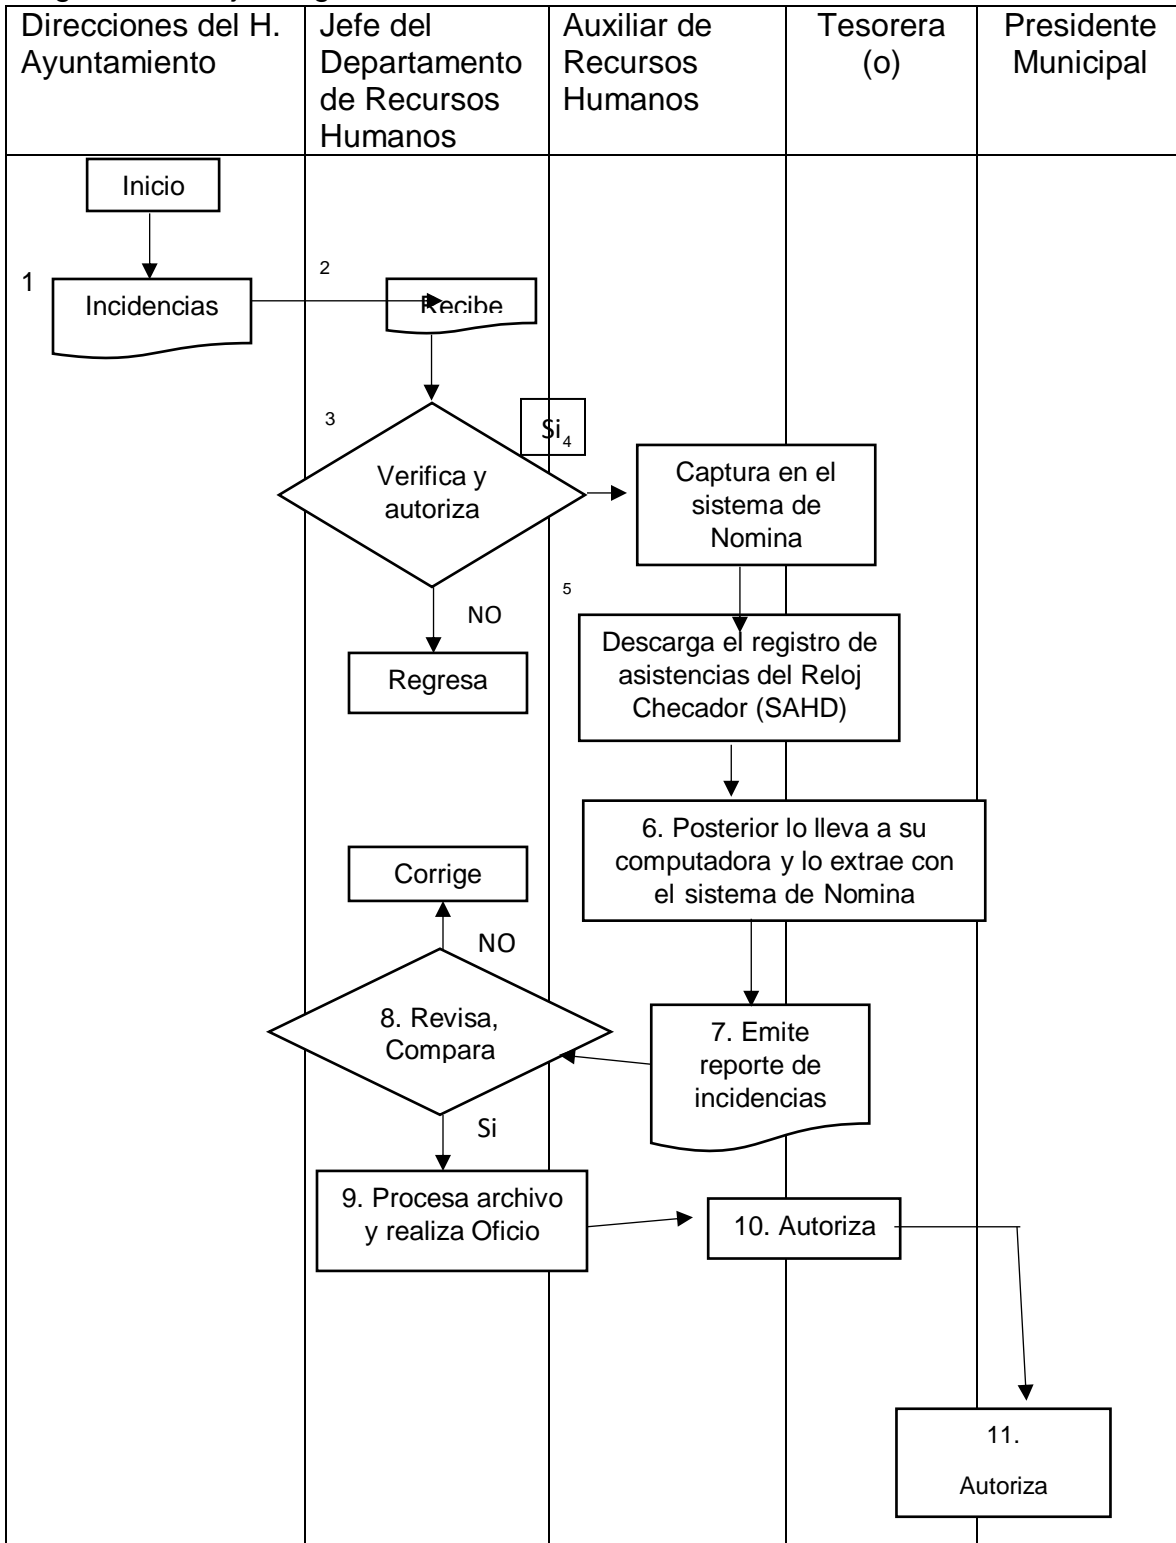 Direcciones del H.
Ayuntamiento
Jefe del
Departamento
de Recursos
Humanos
Auxiliar de
Recursos
Humanos
Tesorera
(o)
Presidente
Municipal
Inicio
1
Incidencias
2
Recibe
3
Verifica y
autoriza
Si
4
Captura en el
sistema de
Nomina
NO
Regresa
5
Descarga el registro de
asistencias del Reloj
Checador (SAHD)
6. Posterior lo lleva a su
computadora y lo extrae con
el sistema de Nomina
7. Emite
reporte de
incidencias
8. Revisa,
Compara
NO
Corrige
Si
9. Procesa archivo
y realiza Oficio
10. Autoriza
11.
Autoriza